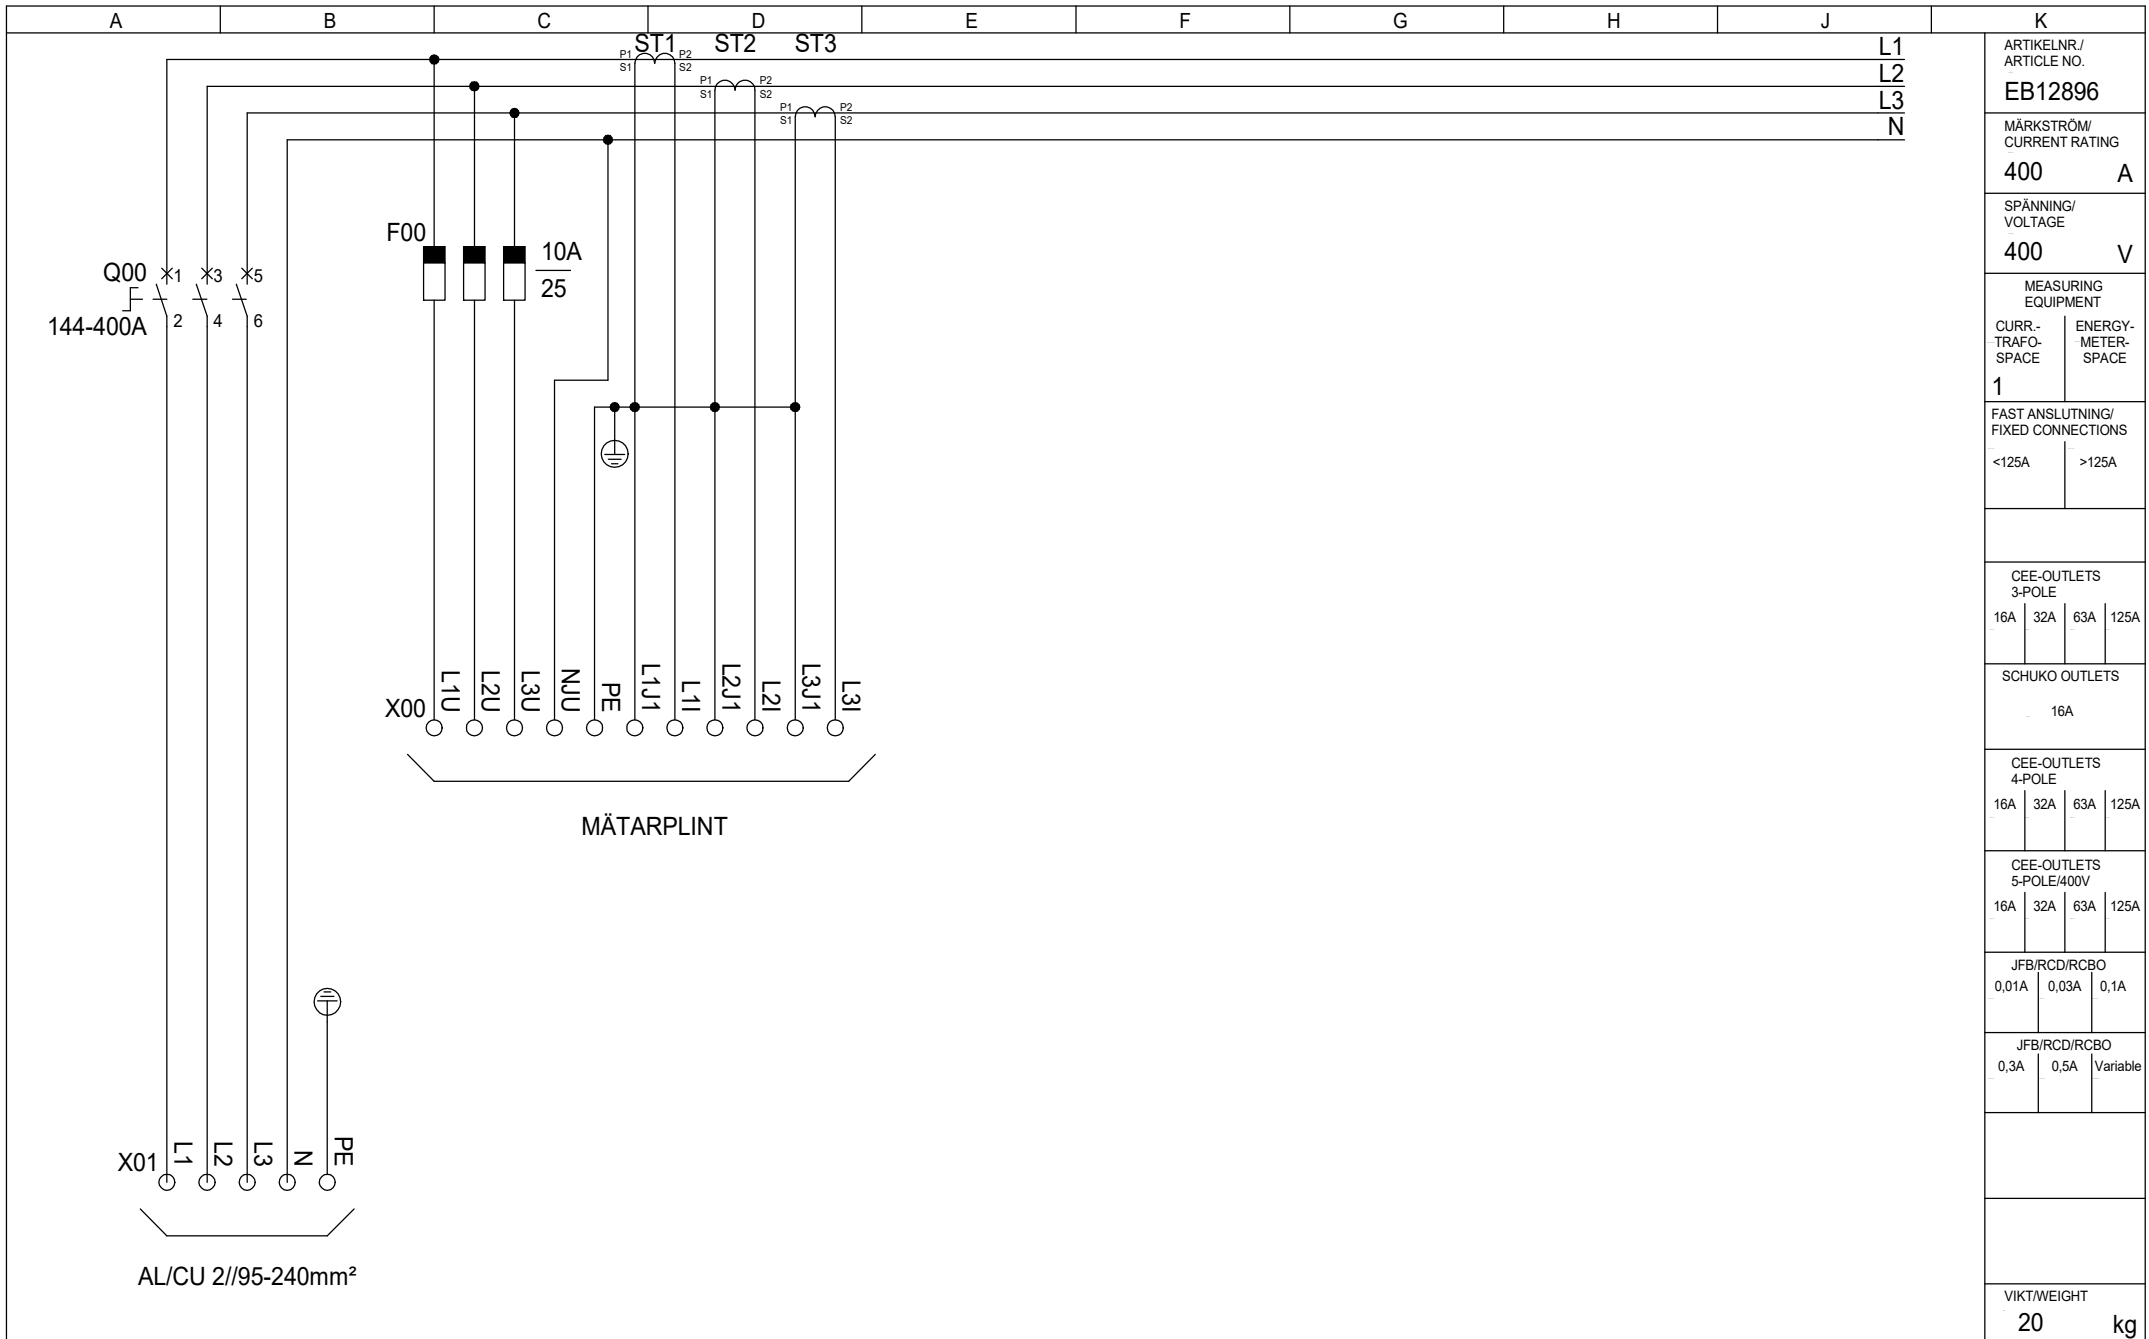 A B C D E F G H J K
ST1 ST2 ST3
P1 P2
S1 S2
P1 P2
S1 S2
P1 P2
S1 S2
L1
L2
L3
N
F00
10A
25
Q00 1 3 5
144-400A 2 4 6
X00 L1U L2U L3U NJU PE L1J1 L1I L2J1 L2I L3J1 L3I
MÄTARPLINT
X01 L1 L2 L3 N PE
AL/CU 2//95-240mm²
ARTIKELNR./
ARTICLE NO.
EB12896
MÄRKSTRÖM/
CURRENT RATING
400 A
SPÄNNING/
VOLTAGE
400 V
MEASURING
EQUIPMENT
CURR.-
TRAFO-
SPACE
1
ENERGY-
METER-
SPACE
FAST ANSLUTNING/
FIXED CONNECTIONS
<125A >125A
CEE-OUTLETS
3-POLE
16A 32A 63A 125A
SCHUKO OUTLETS
16A
CEE-OUTLETS
4-POLE
16A 32A 63A 125A
CEE-OUTLETS
5-POLE/400V
16A 32A 63A 125A
JFB/RCD/RCBO
0,01A 0,03A 0,1A
JFB/RCD/RCBO
0,3A 0,5A Variable
VIKT/WEIGHT
20 kg